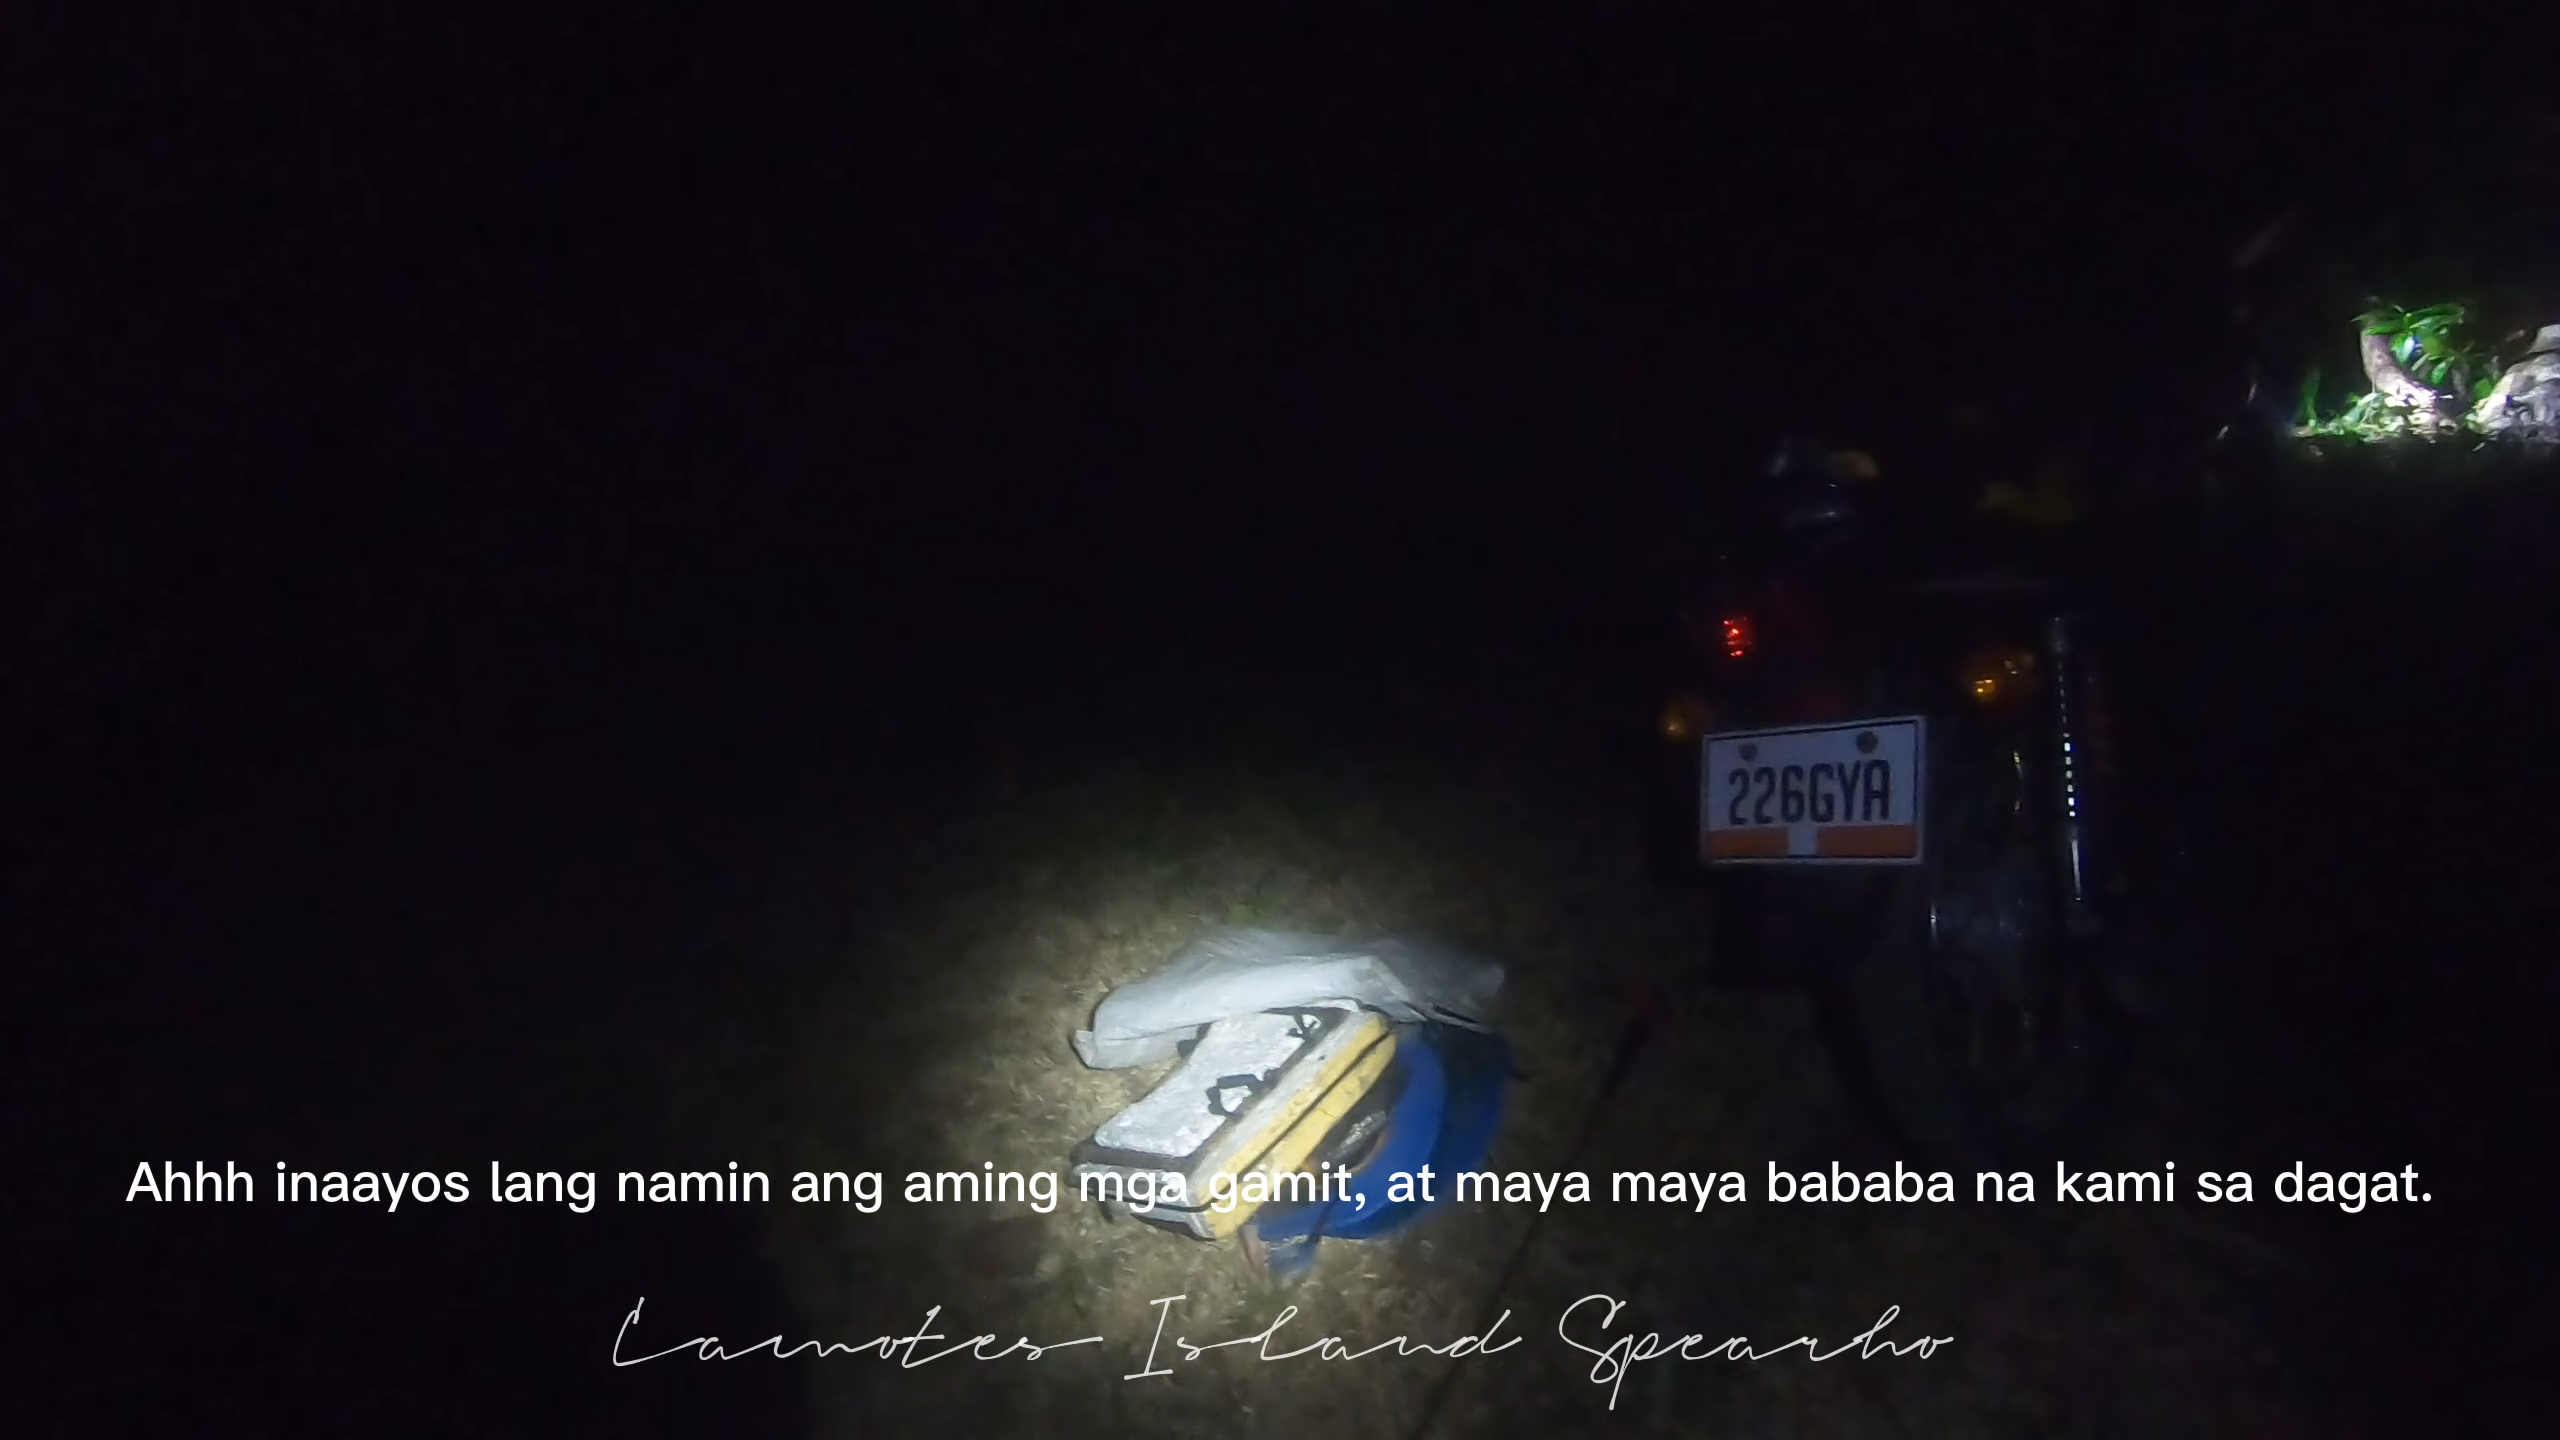 226GYA
Ahhh inaayos lang namin ang aming mga gamit, at maya maya bababa na kami sa dagat.
Camotes Island Spearho